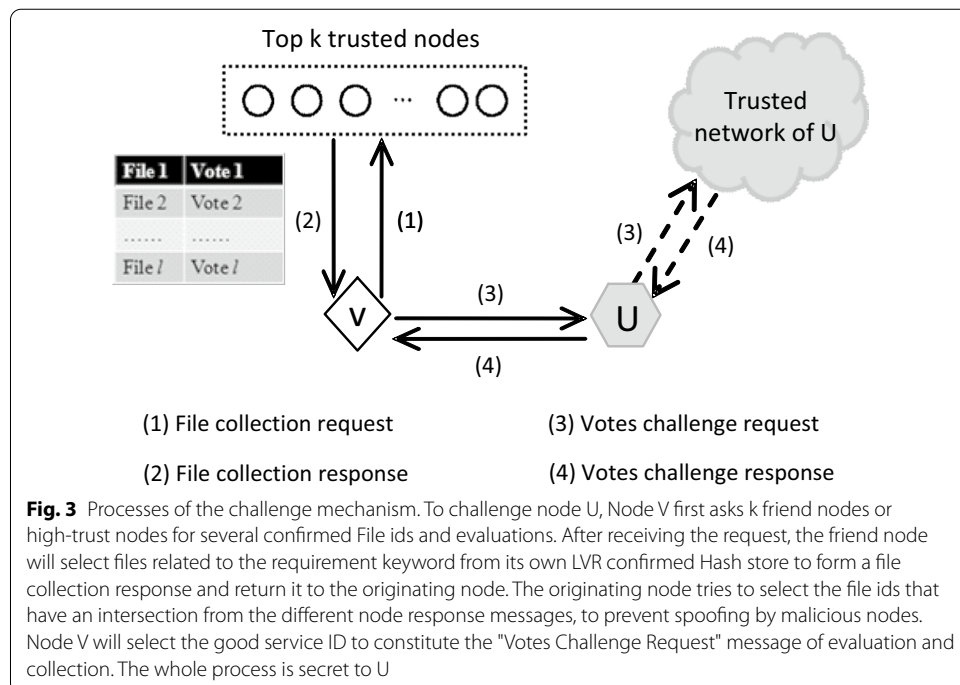 Top k trusted nodes
Trusted
network of U
File 1 Vote 1
File 2 Vote 2
...... ......
File l Vote l
...
(2)
(1)
(3)
(4)
V
(3)
(4)
U
(1) File collection request
(3) Votes challenge request
(2) File collection response
(4) Votes challenge response
Fig. 3 Processes of the challenge mechanism. To challenge node U, Node V first asks k friend nodes or
high-trust nodes for several confirmed File ids and evaluations. After receiving the request, the friend node
will select files related to the requirement keyword from its own LVR confirmed Hash store to form a file
collection response and return it to the originating node. The originating node tries to select the file ids that
have an intersection from the different node response messages, to prevent spoofing by malicious nodes.
Node V will select the good service ID to constitute the "Votes Challenge Request" message of evaluation and
collection. The whole process is secret to U